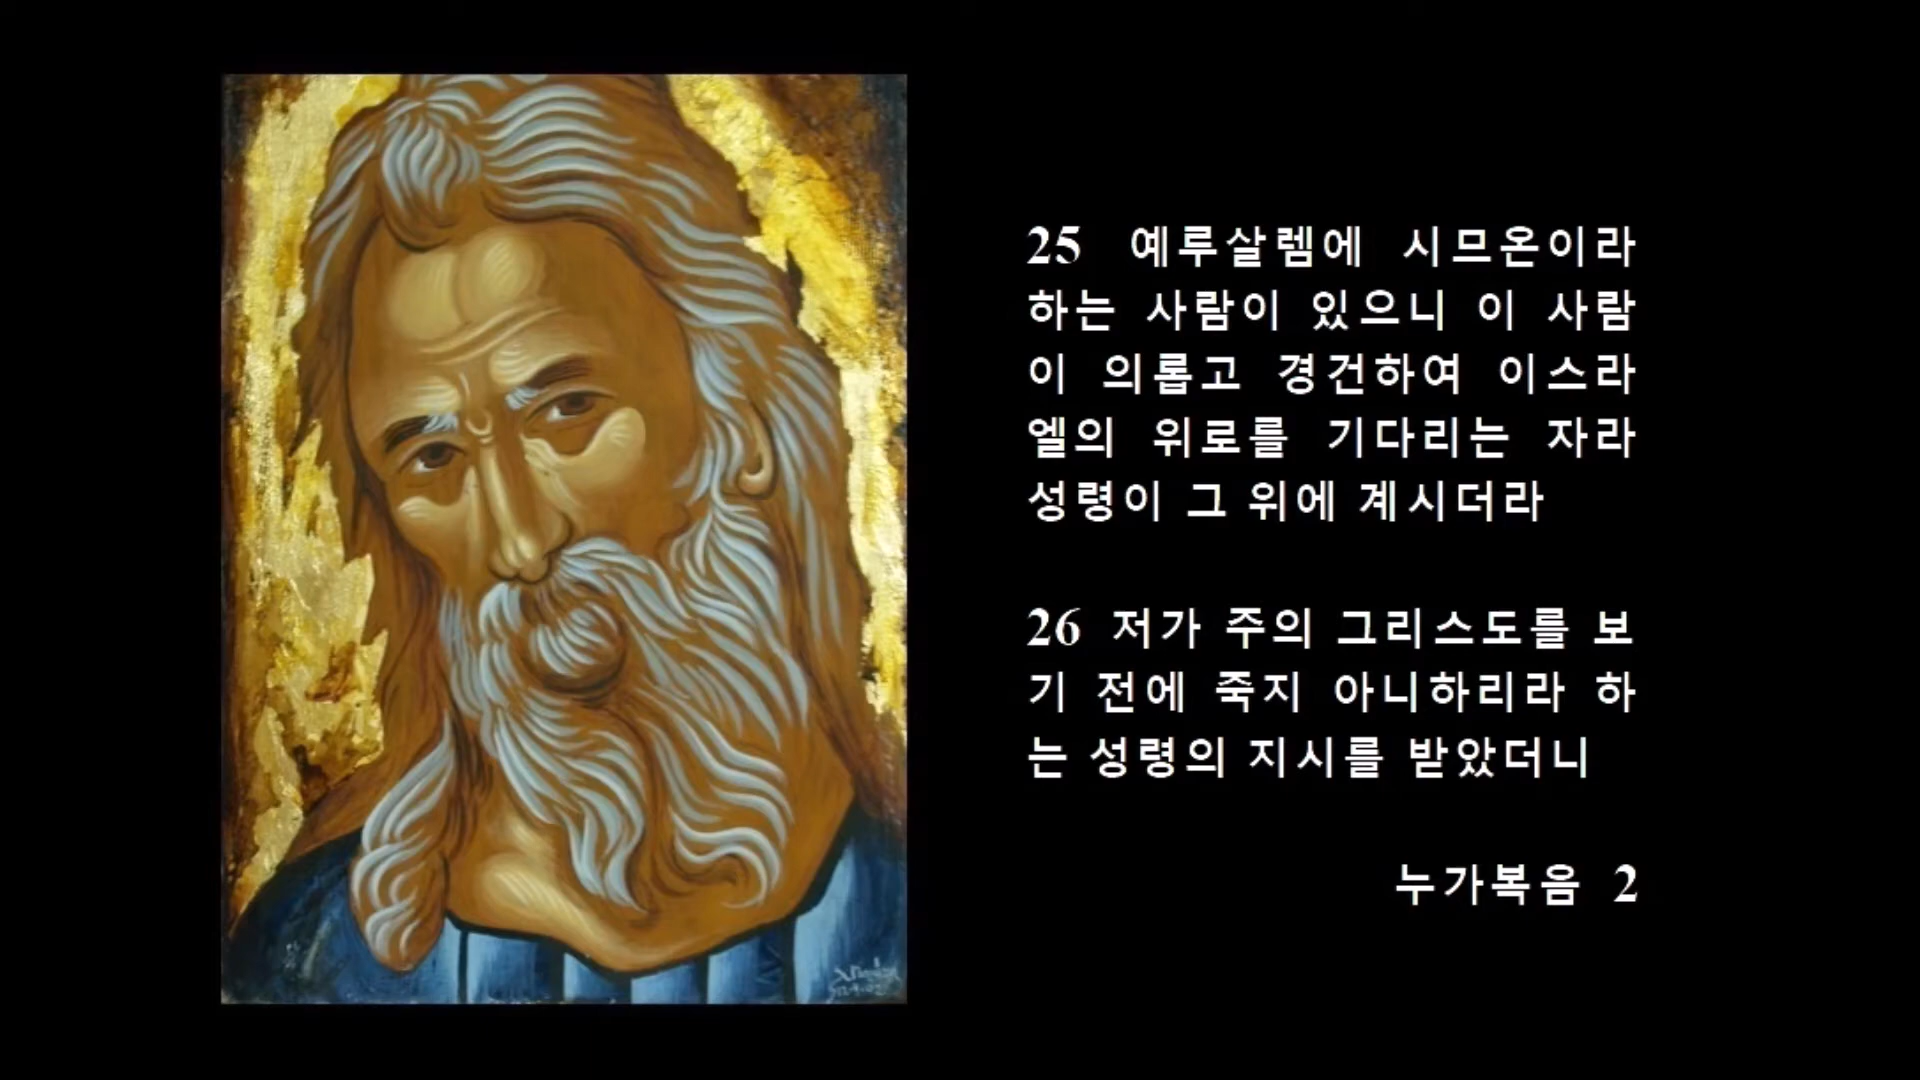 25 예루살렘에 시므온이라
하는 사람이 있으니 이 사람
이 의롭고 경건하여 이스라
엘의 위로를 기다리는 자라
성령이 그 위에 계시더라
26 저가 주의 그리스도를 보
기 전에 죽지 아니하리라 하
는 성령의 지시를 받았더니
누가복음 2